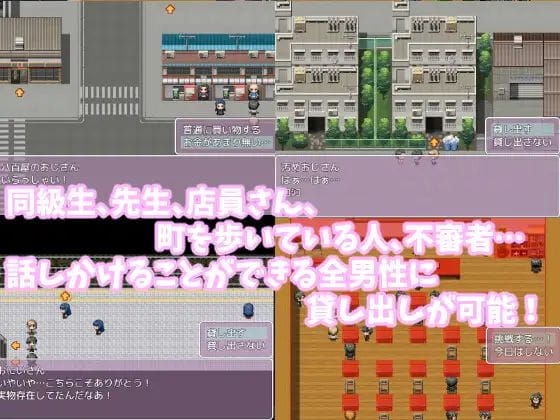 普通に買い物する
お金があまり無い…
八百屋のおじさん
いらっしゃい！
貸し出す
貸し出さない
汚めおじさん
はぁ…はぁ…
同級生、先生、店員さん、
町を歩いている人、不審者…
話しかけることができる全男性に
貸し出しが可能！
貸し出す
貸し出さない
おじさん
いやいや…こちらこそありがとう！
実物存在してたんだなあ！
挑戦する…！
今日はしない